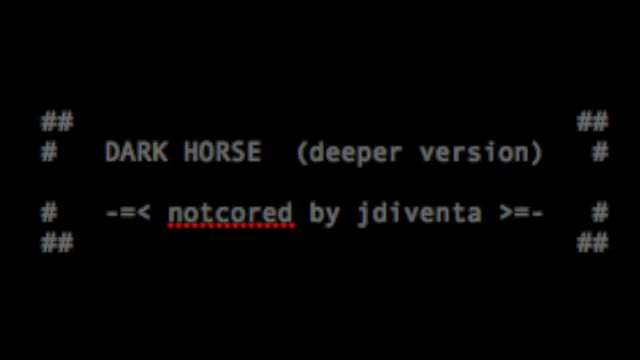 ## ##
# DARK HORSE (deeper version) #
# -=< notcored by jdiventa >=- #
## ##